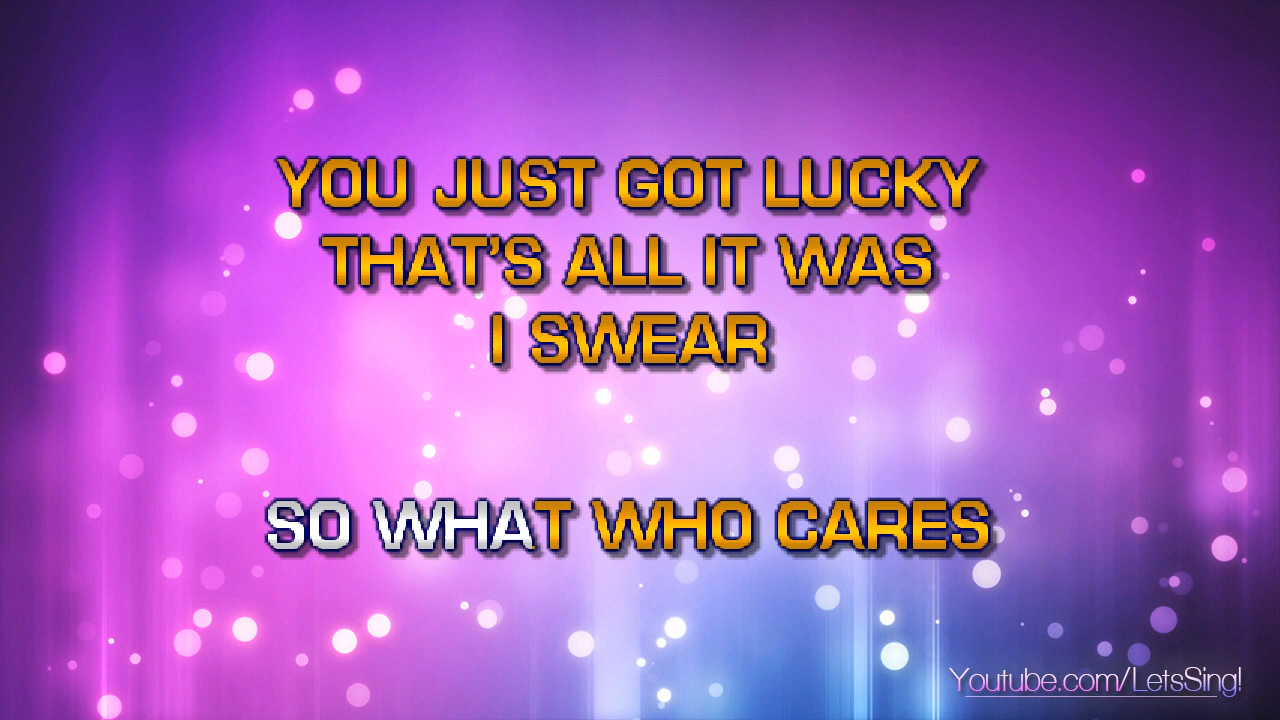 YOU JUST GOT LUCKY
THAT'S ALL IT WAS
I SWEAR
SO WHAT WHO CARES
Youtube.com/LetsSing!